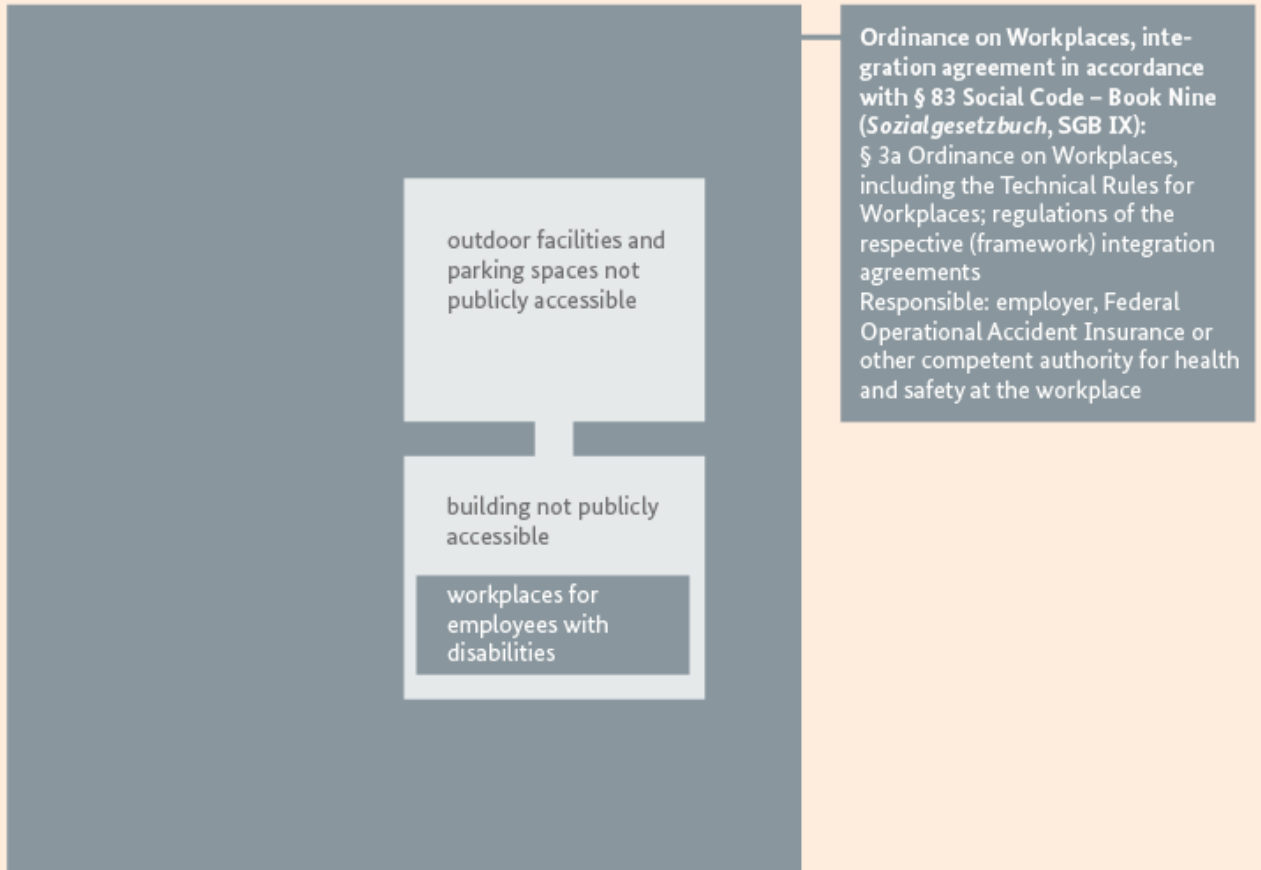 outdoor facilities and
parking spaces not
publicly accessible
building not publicly
accessible
workplaces for
employees with
disabilities
Ordinance on Workplaces, inte-
gration agreement in accordance
with § 83 Social Code – Book Nine
(Sozialgesetzbuch, SGB IX):
§ 3a Ordinance on Workplaces,
including the Technical Rules for
Workplaces; regulations of the
respective (framework) integration
agreements
Responsible: employer, Federal
Operational Accident Insurance or
other competent authority for health
and safety at the workplace